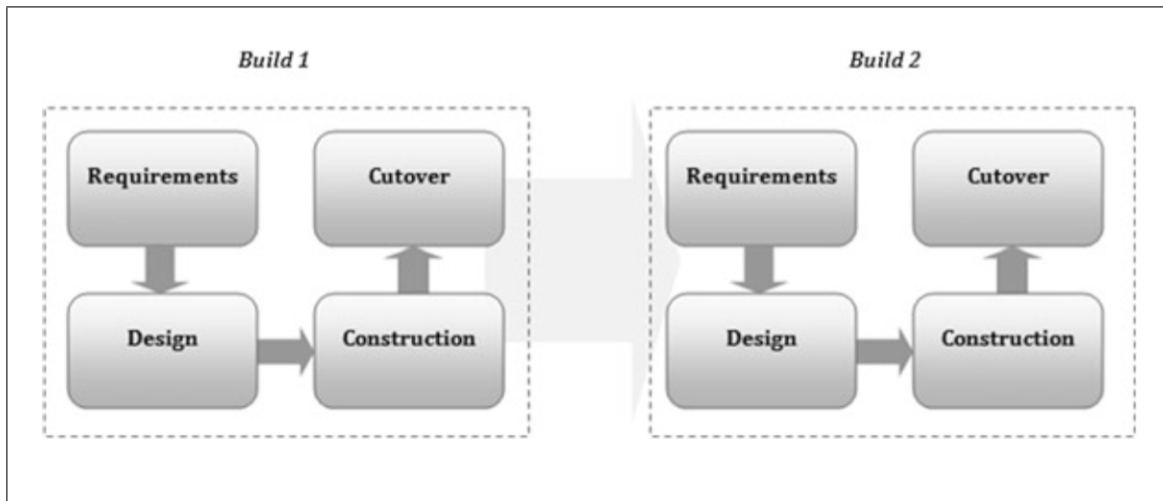 Build 1
Build 2
Requirements
Cutover
Design
Construction
Requirements
Cutover
Design
Construction